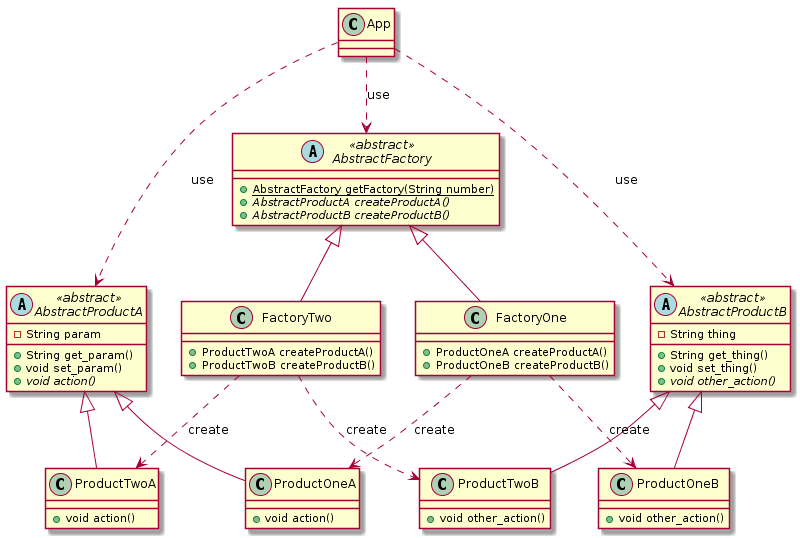 C App
use
A «abstract»
AbstractFactory
AbstractFactory getFactory(String number)
AbstractProductA createProductA()
AbstractProductB createProductB()
use
use
A «abstract»
AbstractProductA
String param
String get_param()
void set_param()
void action()
C FactoryTwo
ProductTwoA createProductA()
ProductTwoB createProductB()
C FactoryOne
ProductOneA createProductA()
ProductOneB createProductB()
A «abstract»
AbstractProductB
String thing
String get_thing()
void set_thing()
void other_action()
create
create
create
create
C ProductTwoA
void action()
C ProductOneA
void action()
C ProductTwoB
void other_action()
C ProductOneB
void other_action()